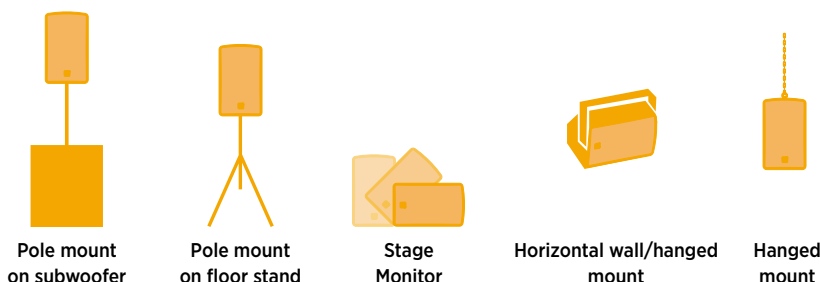 Pole mount
on subwoofer
Pole mount
on floor stand
Stage
Monitor
Horizontal wall/hanged
mount
Hanged
mount